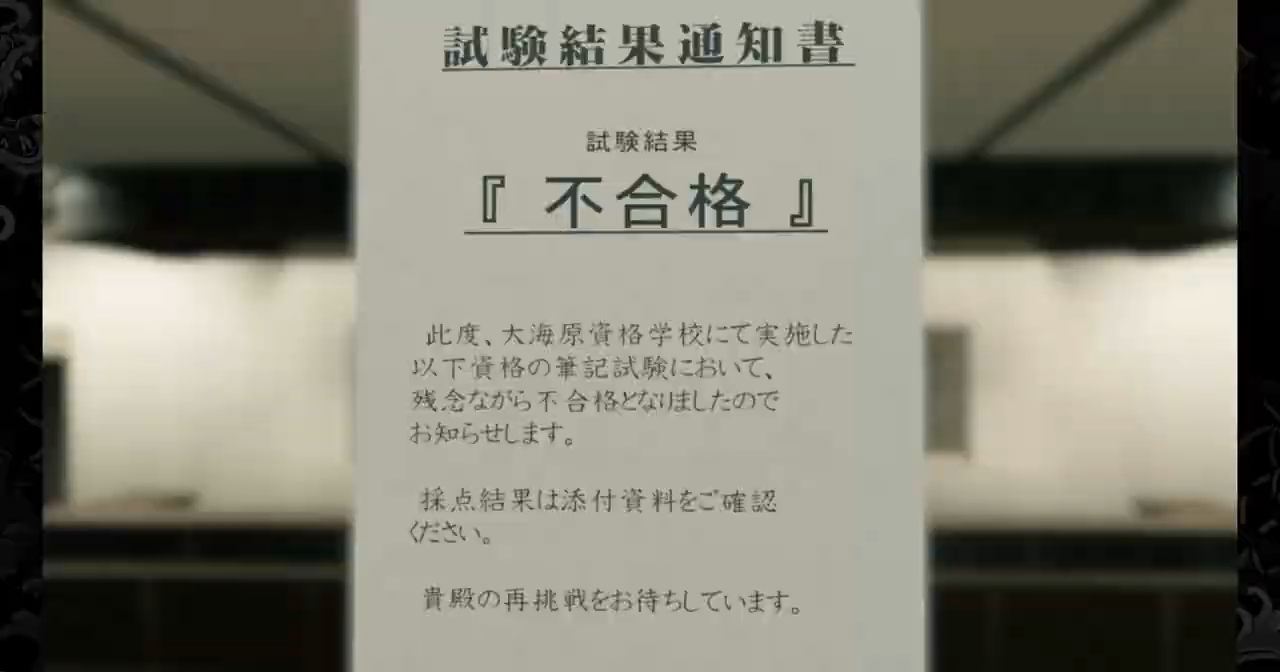 試験結果通知書
試験結果
『 不合格 』
此度、大海原資格学校にて実施した
以下資格の筆記試験において、
残念ながら不合格となりましたので
お知らせします。
採点結果は添付資料をご確認
ください。
貴殿の再挑戦をお待ちしています。